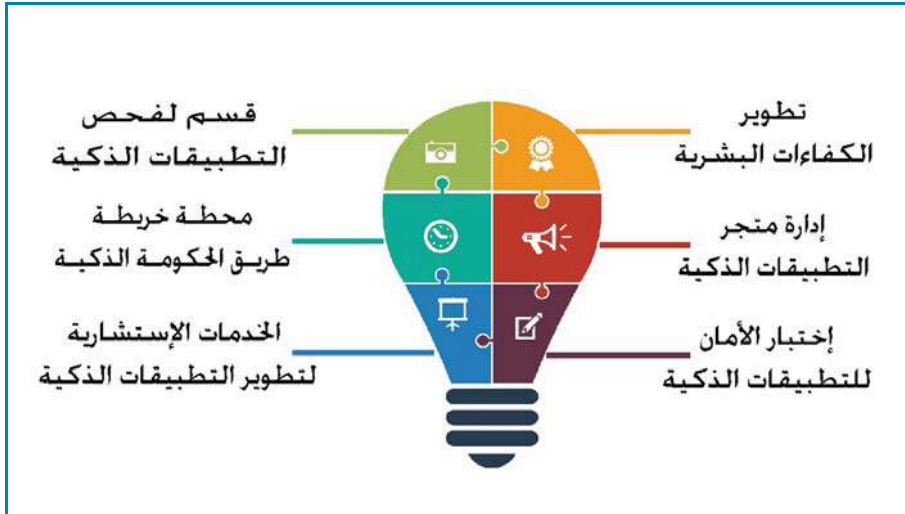 تطوير
الكفاءات البشرية
إدارة متجر
التطبيقات الذكية
إختبار الأمان
للتطبيقات الذكية
قسم لفحص
التطبيقات الذكية
محطة خريطة
طريق الحكومة الذكية
الخدمات الإستشارية
لتطوير التطبيقات الذكية